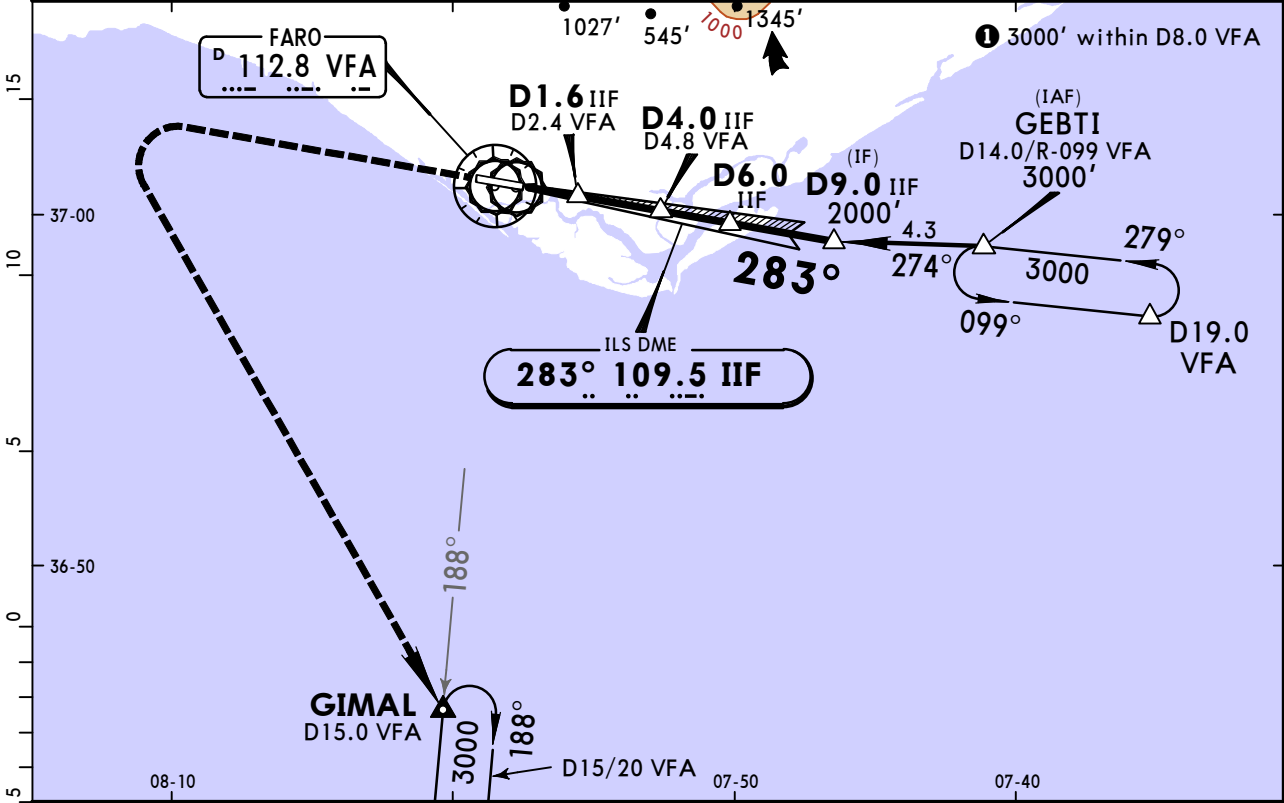 1027'
545'
1345'
1000
❶ 3000' within D8.0 VFA
FARO
D 112.8 VFA
D1.6 IIF
D2.4 VFA
D4.0 IIF
D4.8 VFA
D6.0
IIF
(IF)
D9.0 IIF
2000'
(IAF)
GEBTI
D14.0/R-099 VFA
3000'
4.3
274°
279°
3000
099°
D19.0
VFA
283°
ILS DME
283° 109.5 IIF
188°
GIMAL
D15.0 VFA
3000
188°
D15/20 VFA
15
10
5
0
5
37-00
36-50
08-10
07-50
07-40